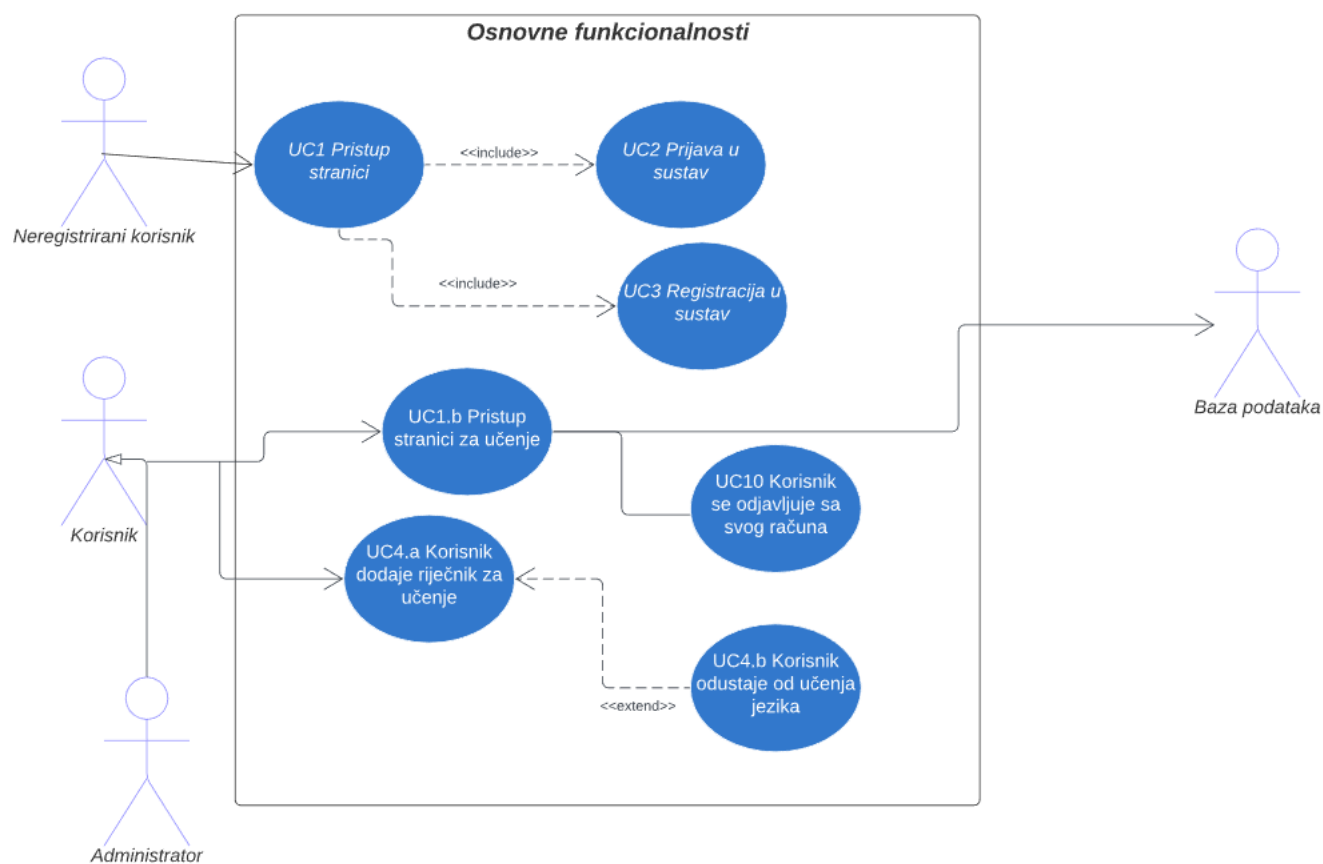 Osnovne funkcionalnosti
UC1 Pristup
stranici
<<include>>
UC2 Prijava u
sustav
Neregistrirani korisnik
<<include>>
UC3 Registracija u
sustav
Baza podataka
UC1.b Pristup
stranici za učenje
UC10 Korisnik
se odjavljuje sa
svog računa
Korisnik
UC4.a Korisnik
dodaje riječnik za
učenje
UC4.b Korisnik
odustaje od učenja
jezika
<<extend>>
Administrator